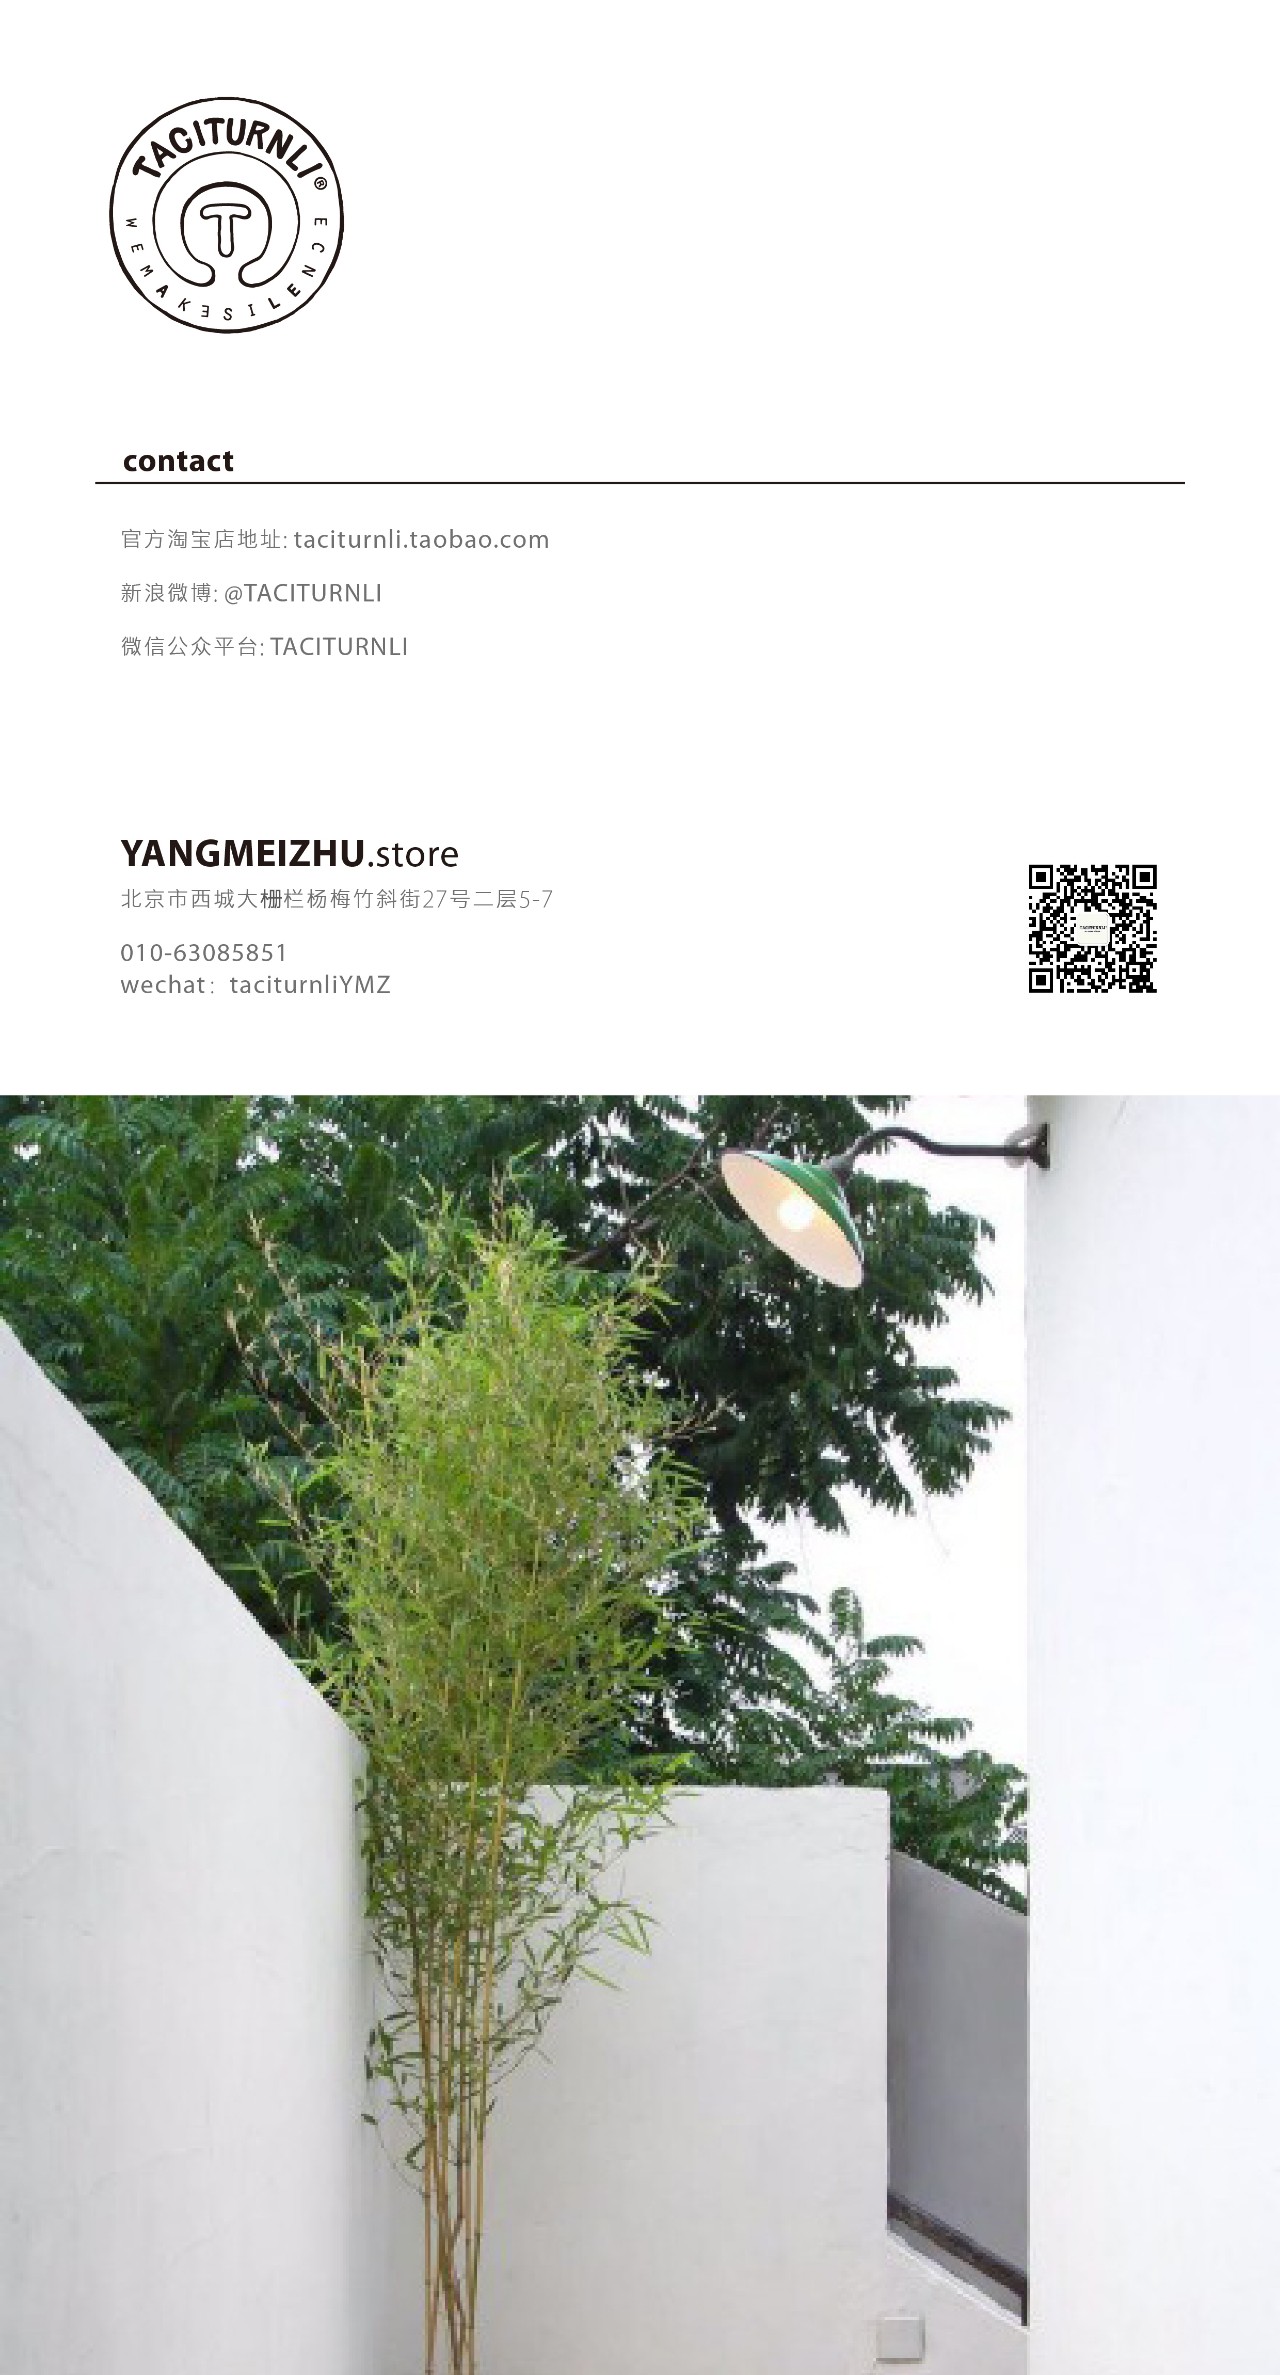 TACITURNLI®
WEMAKESILENCE
T
contact
官方淘宝店地址: taciturnli.taobao.com
新浪微博: @TACITURNLI
微信公众平台: TACITURNLI
YANGMEIZHU.store
北京市西城大栅栏杨梅竹斜街27号二层5-7
010-63085851
wechat: taciturnliYMZ
TACITURNLI